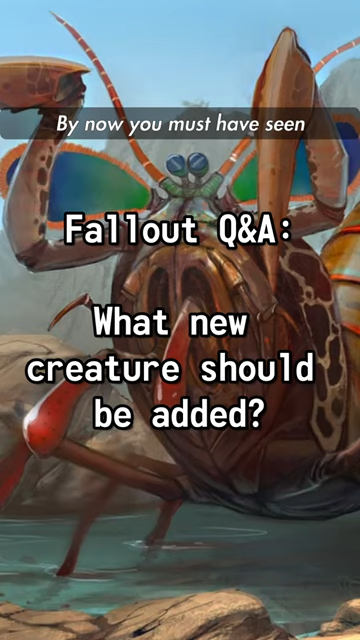 By now you must have seen
Fallout Q&A:
What new
creature should
be added?